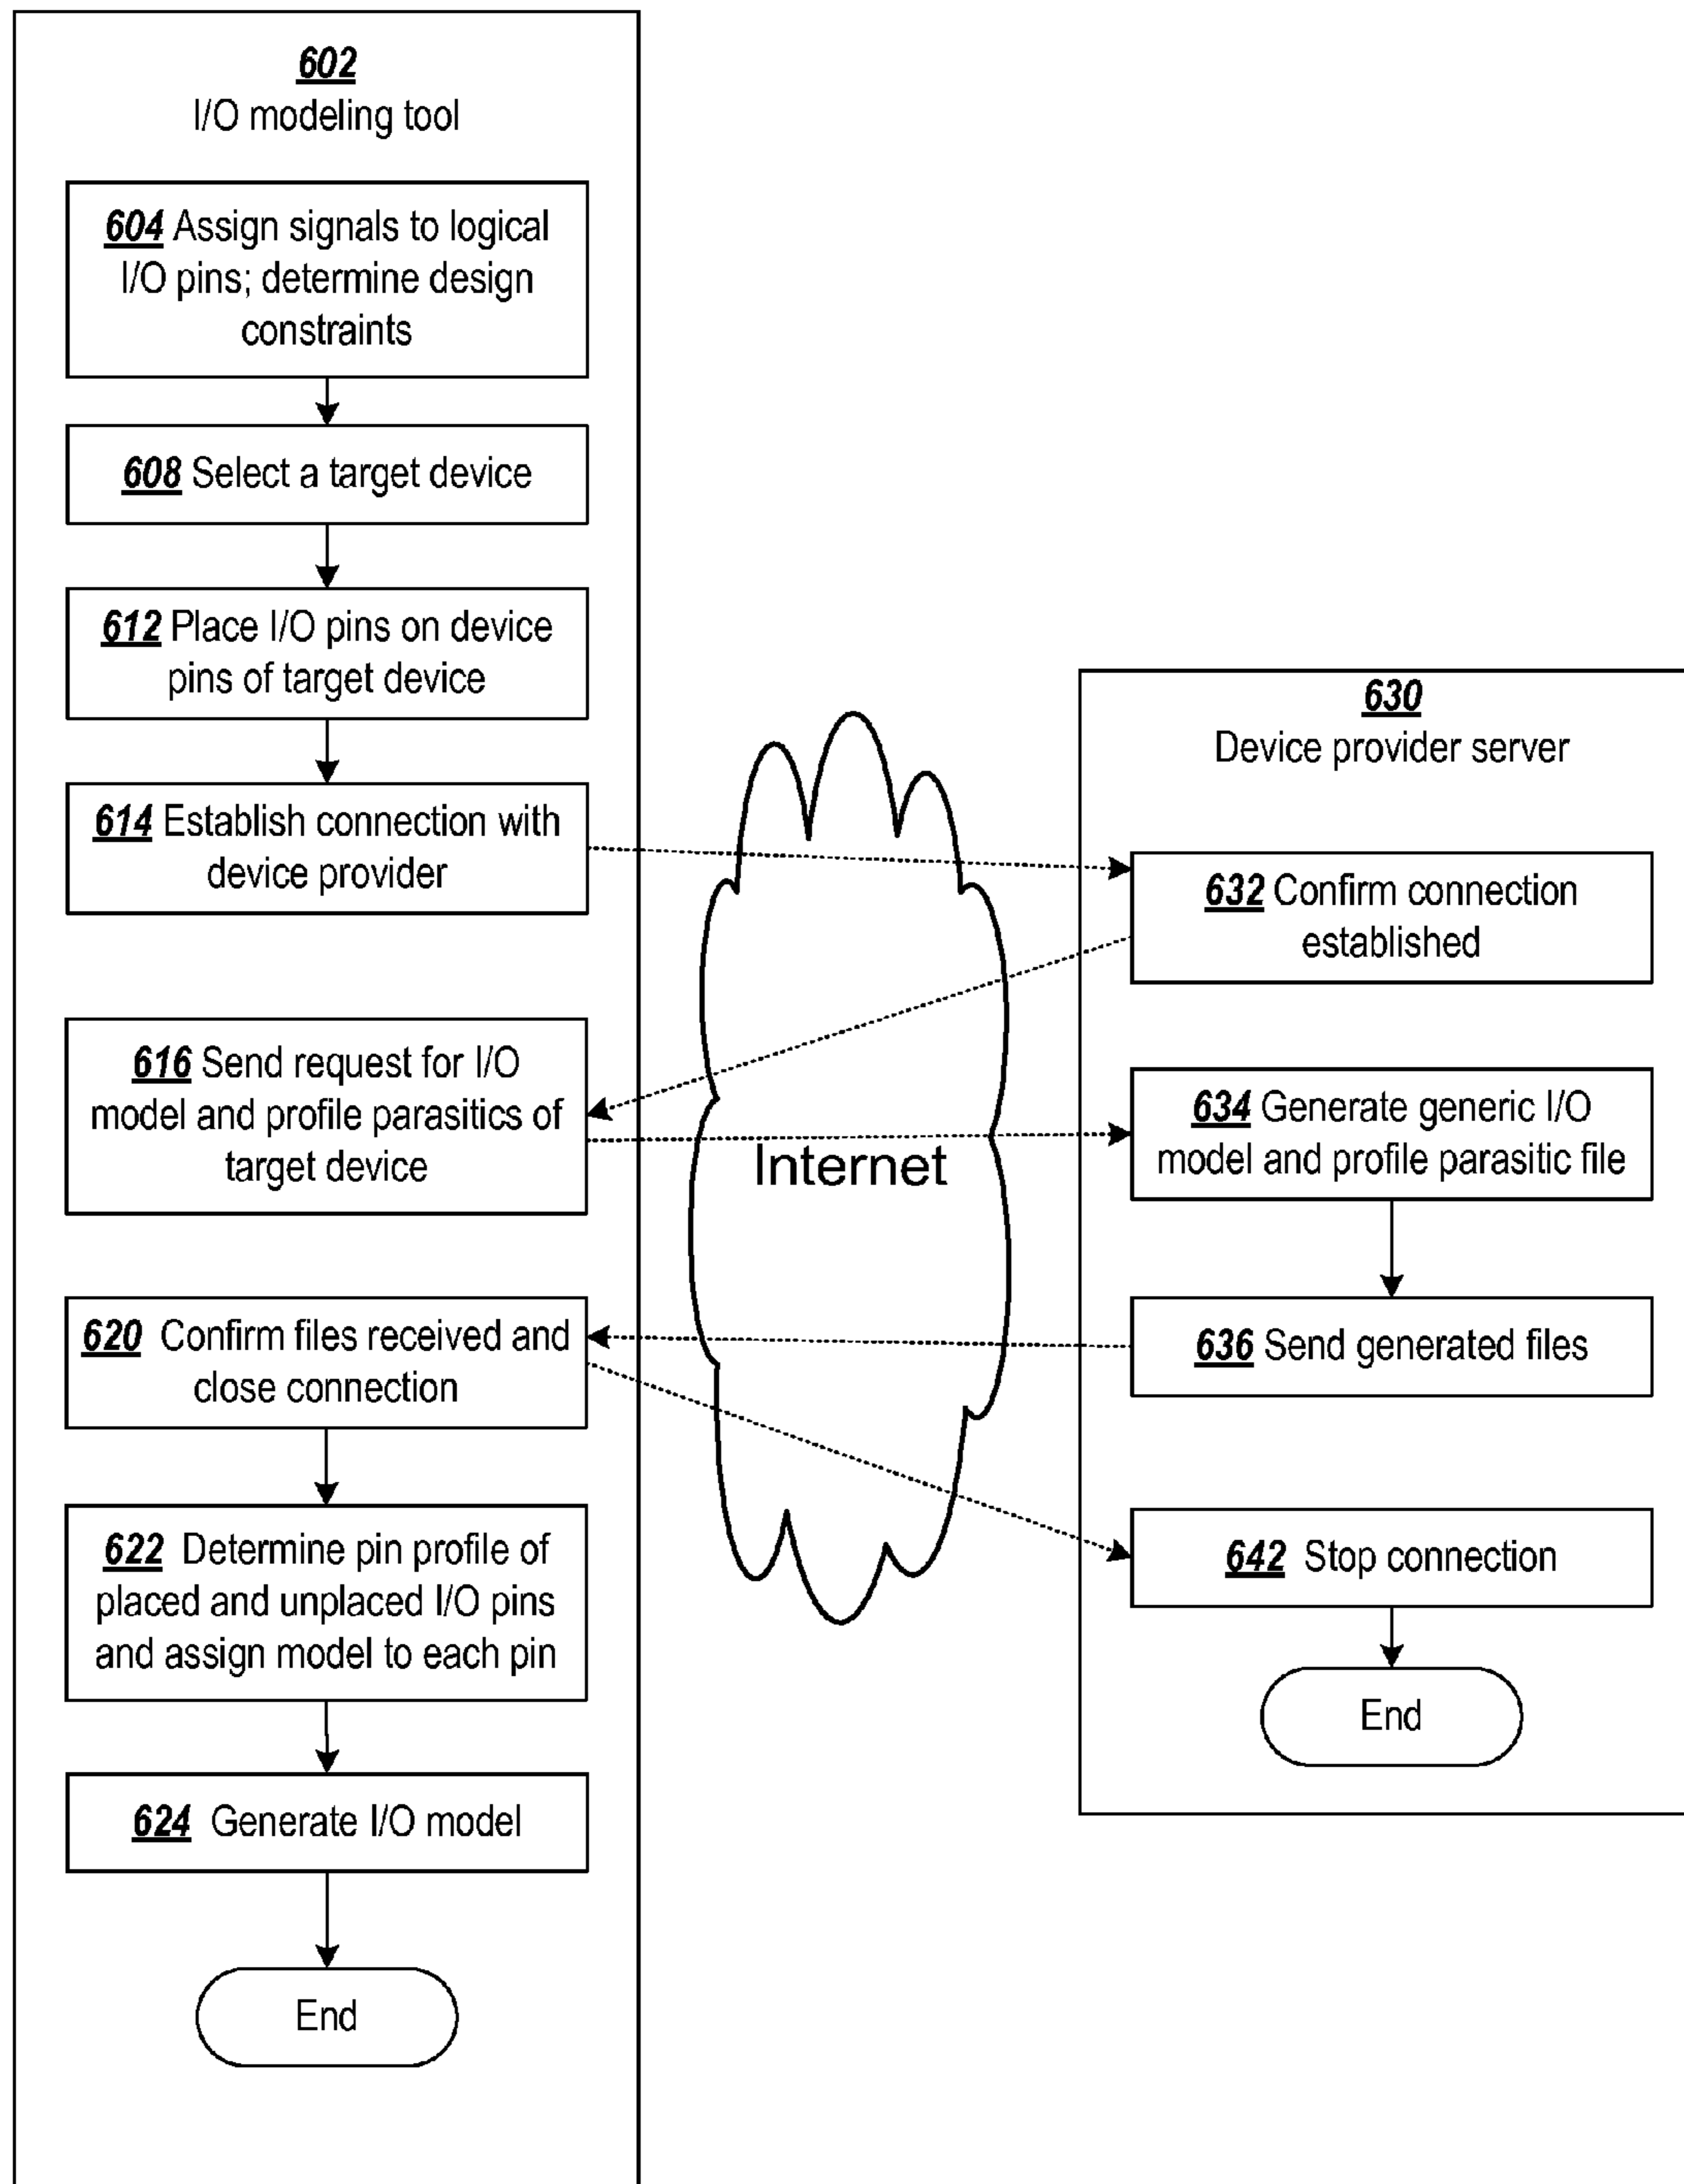 602
I/O modeling tool
604 Assign signals to logical
I/O pins; determine design
constraints
608 Select a target device
612 Place I/O pins on device
pins of target device
614 Establish connection with
device provider
616 Send request for I/O
model and profile parasitics of
target device
620 Confirm files received and
close connection
622 Determine pin profile of
placed and unplaced I/O pins
and assign model to each pin
624 Generate I/O model
End
Internet
630
Device provider server
632 Confirm connection
established
634 Generate generic I/O
model and profile parasitic file
636 Send generated files
642 Stop connection
End